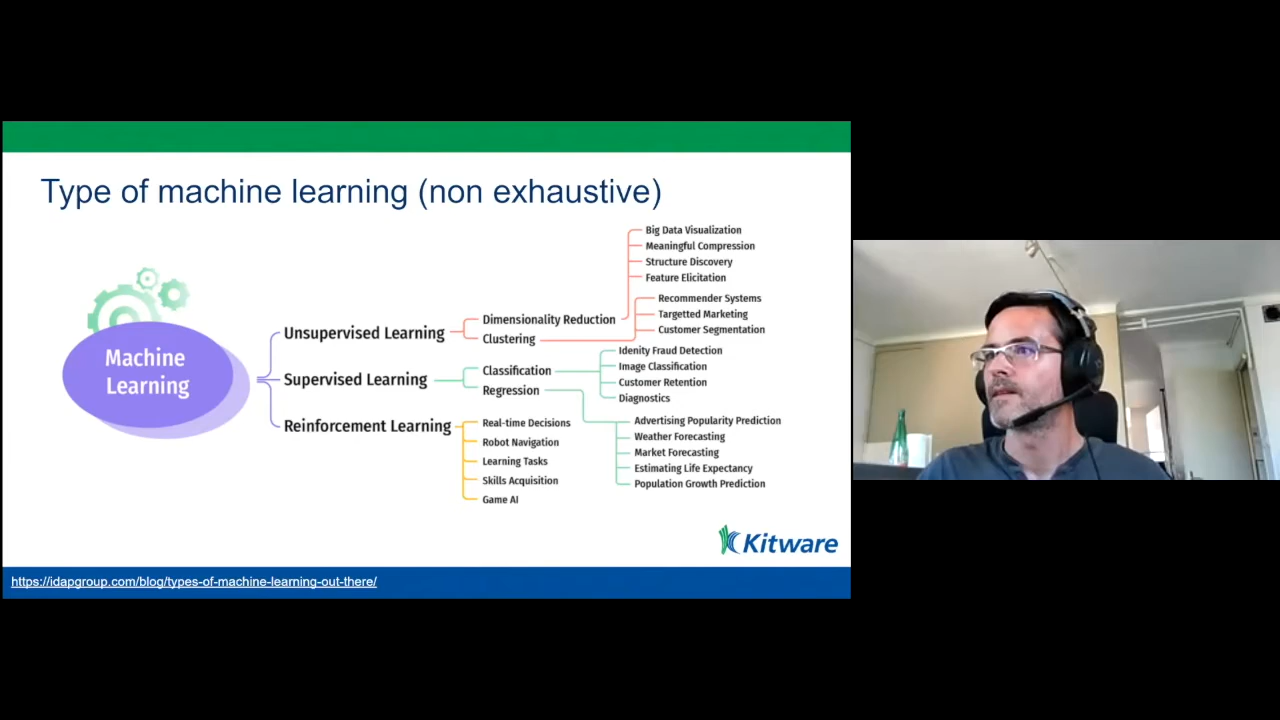 Type of machine learning (non exhaustive)
Machine
Learning
Unsupervised Learning
Dimensionality Reduction
Big Data Visualization
Meaningful Compression
Structure Discovery
Feature Elicitation
Clustering
Recommender Systems
Targetted Marketing
Customer Segmentation
Supervised Learning
Classification
Idenity Fraud Detection
Image Classification
Customer Retention
Diagnostics
Regression
Advertising Popularity Prediction
Weather Forecasting
Market Forecasting
Estimating Life Expectancy
Population Growth Prediction
Reinforcement Learning
Real-time Decisions
Robot Navigation
Learning Tasks
Skills Acquisition
Game AI
Kitware
https://idapgroup.com/blog/types-of-machine-learning-out-there/